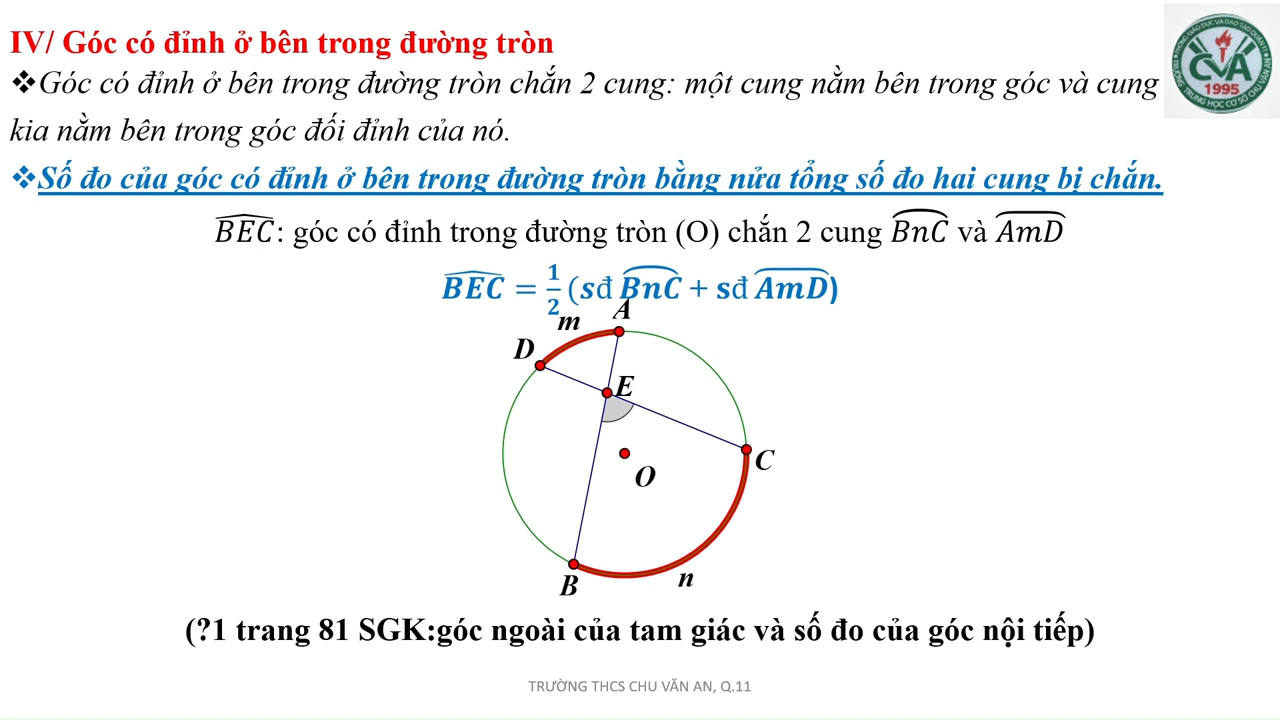 IV/ Góc có đỉnh ở bên trong đường tròn
❖Góc có đỉnh ở bên trong đường tròn chắn 2 cung: một cung nằm bên trong góc và cung
kia nằm bên trong góc đối đỉnh của nó.
❖Số đo của góc có đỉnh ở bên trong đường tròn bằng nửa tổng số đo hai cung bị chắn.
BEC: góc có đỉnh trong đường tròn (O) chắn 2 cung BnC và AmD
BEC = 1/2 (sđ BnC + sđ AmD)
A
m
D
E
C
O
B
n
(?1 trang 81 SGK:góc ngoài của tam giác và số đo của góc nội tiếp)
TRƯỜNG THCS CHU VĂN AN, Q.11
CVA
1995